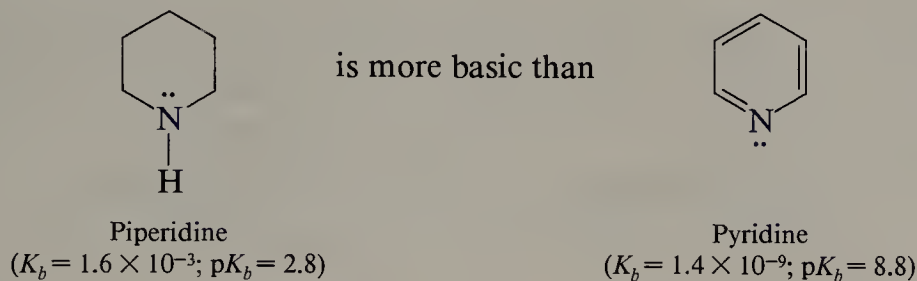 is more basic than
N
H
N
Piperidine
(K_b = 1.6 × 10⁻³; pK_b = 2.8)
Pyridine
(K_b = 1.4 × 10⁻⁹; pK_b = 8.8)